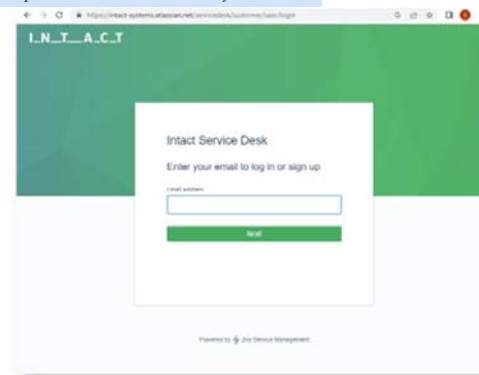 https://intact-systems.atlassian.net/servicedesk/customer/user/login
I_N_T__A_C_T
Intact Service Desk
Enter your email to log in or sign up
Email address
Next
Powered by Jira Service Management